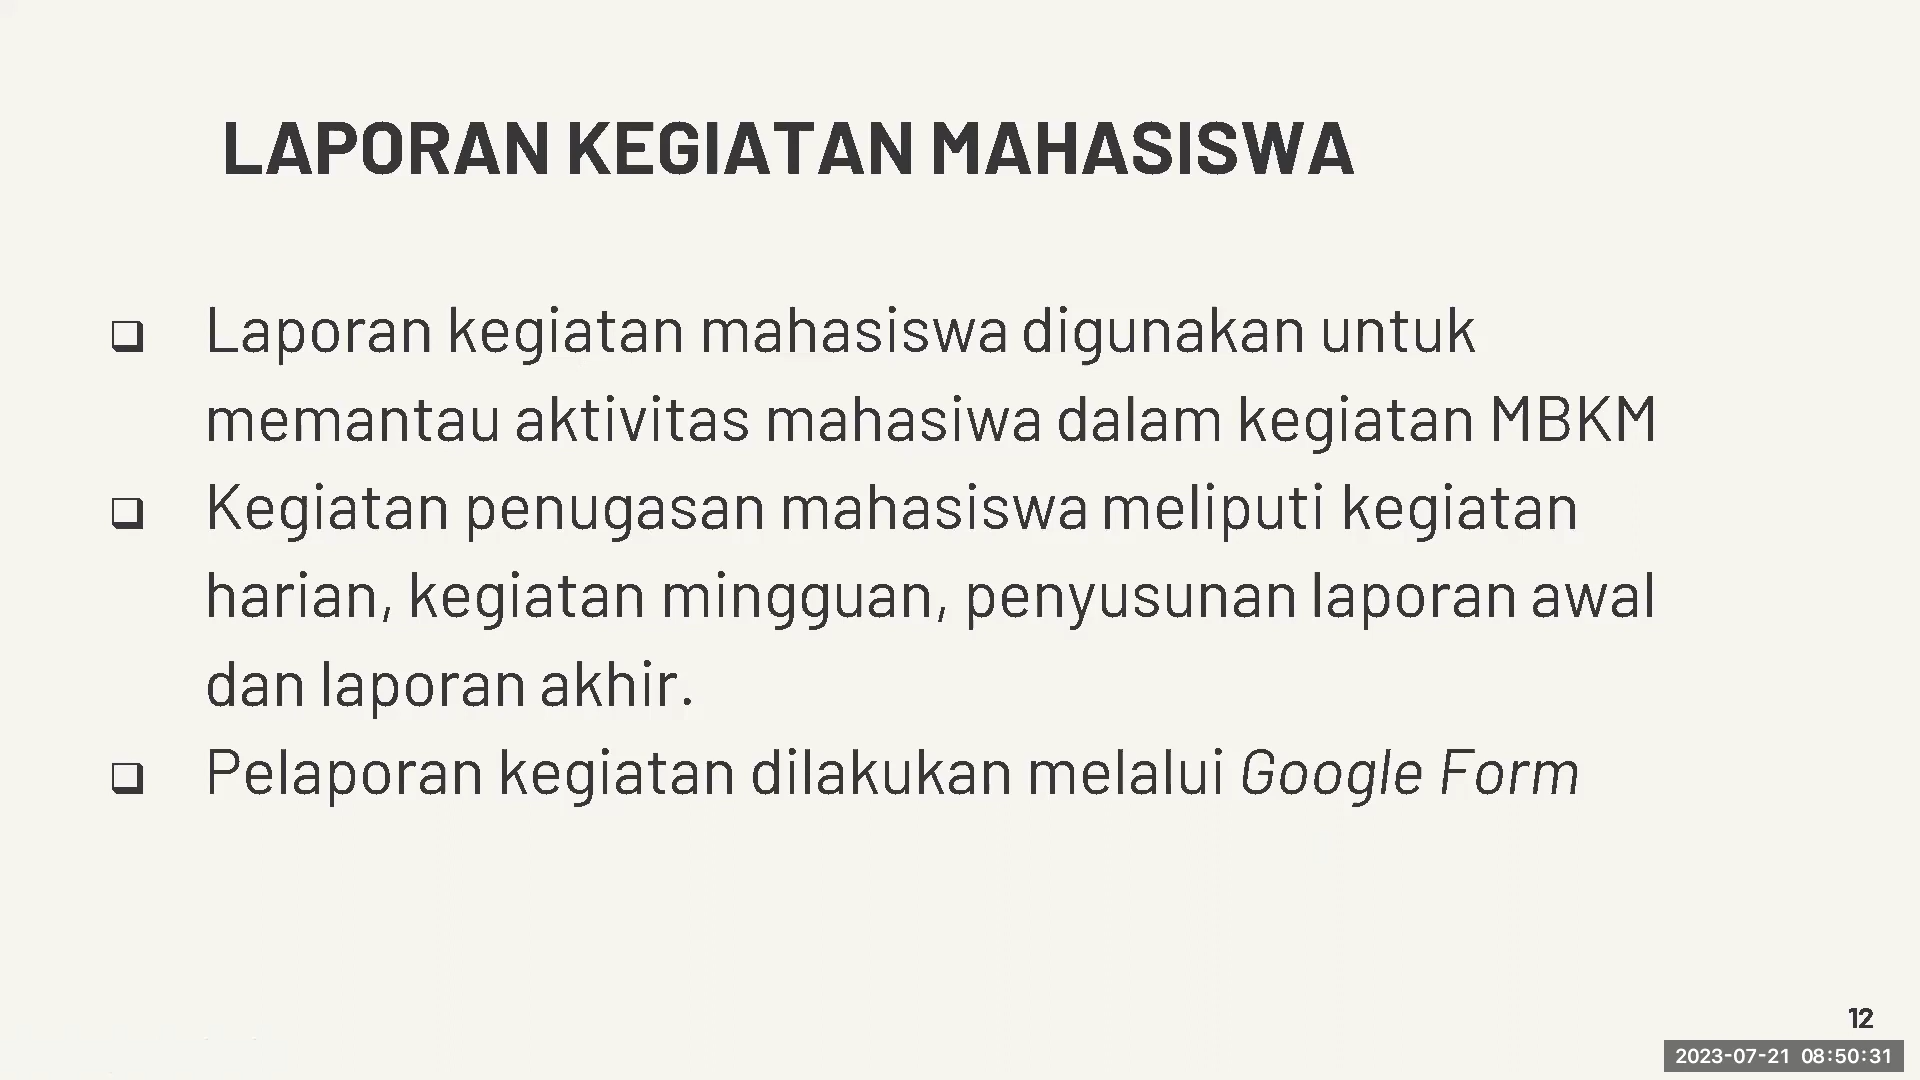 LAPORAN KEGIATAN MAHASISWA
❑ Laporan kegiatan mahasiswa digunakan untuk
memantau aktivitas mahasiwa dalam kegiatan MBKM
❑ Kegiatan penugasan mahasiswa meliputi kegiatan
harian, kegiatan mingguan, penyusunan laporan awal
dan laporan akhir.
❑ Pelaporan kegiatan dilakukan melalui Google Form
12
2023-07-21 08:50:31